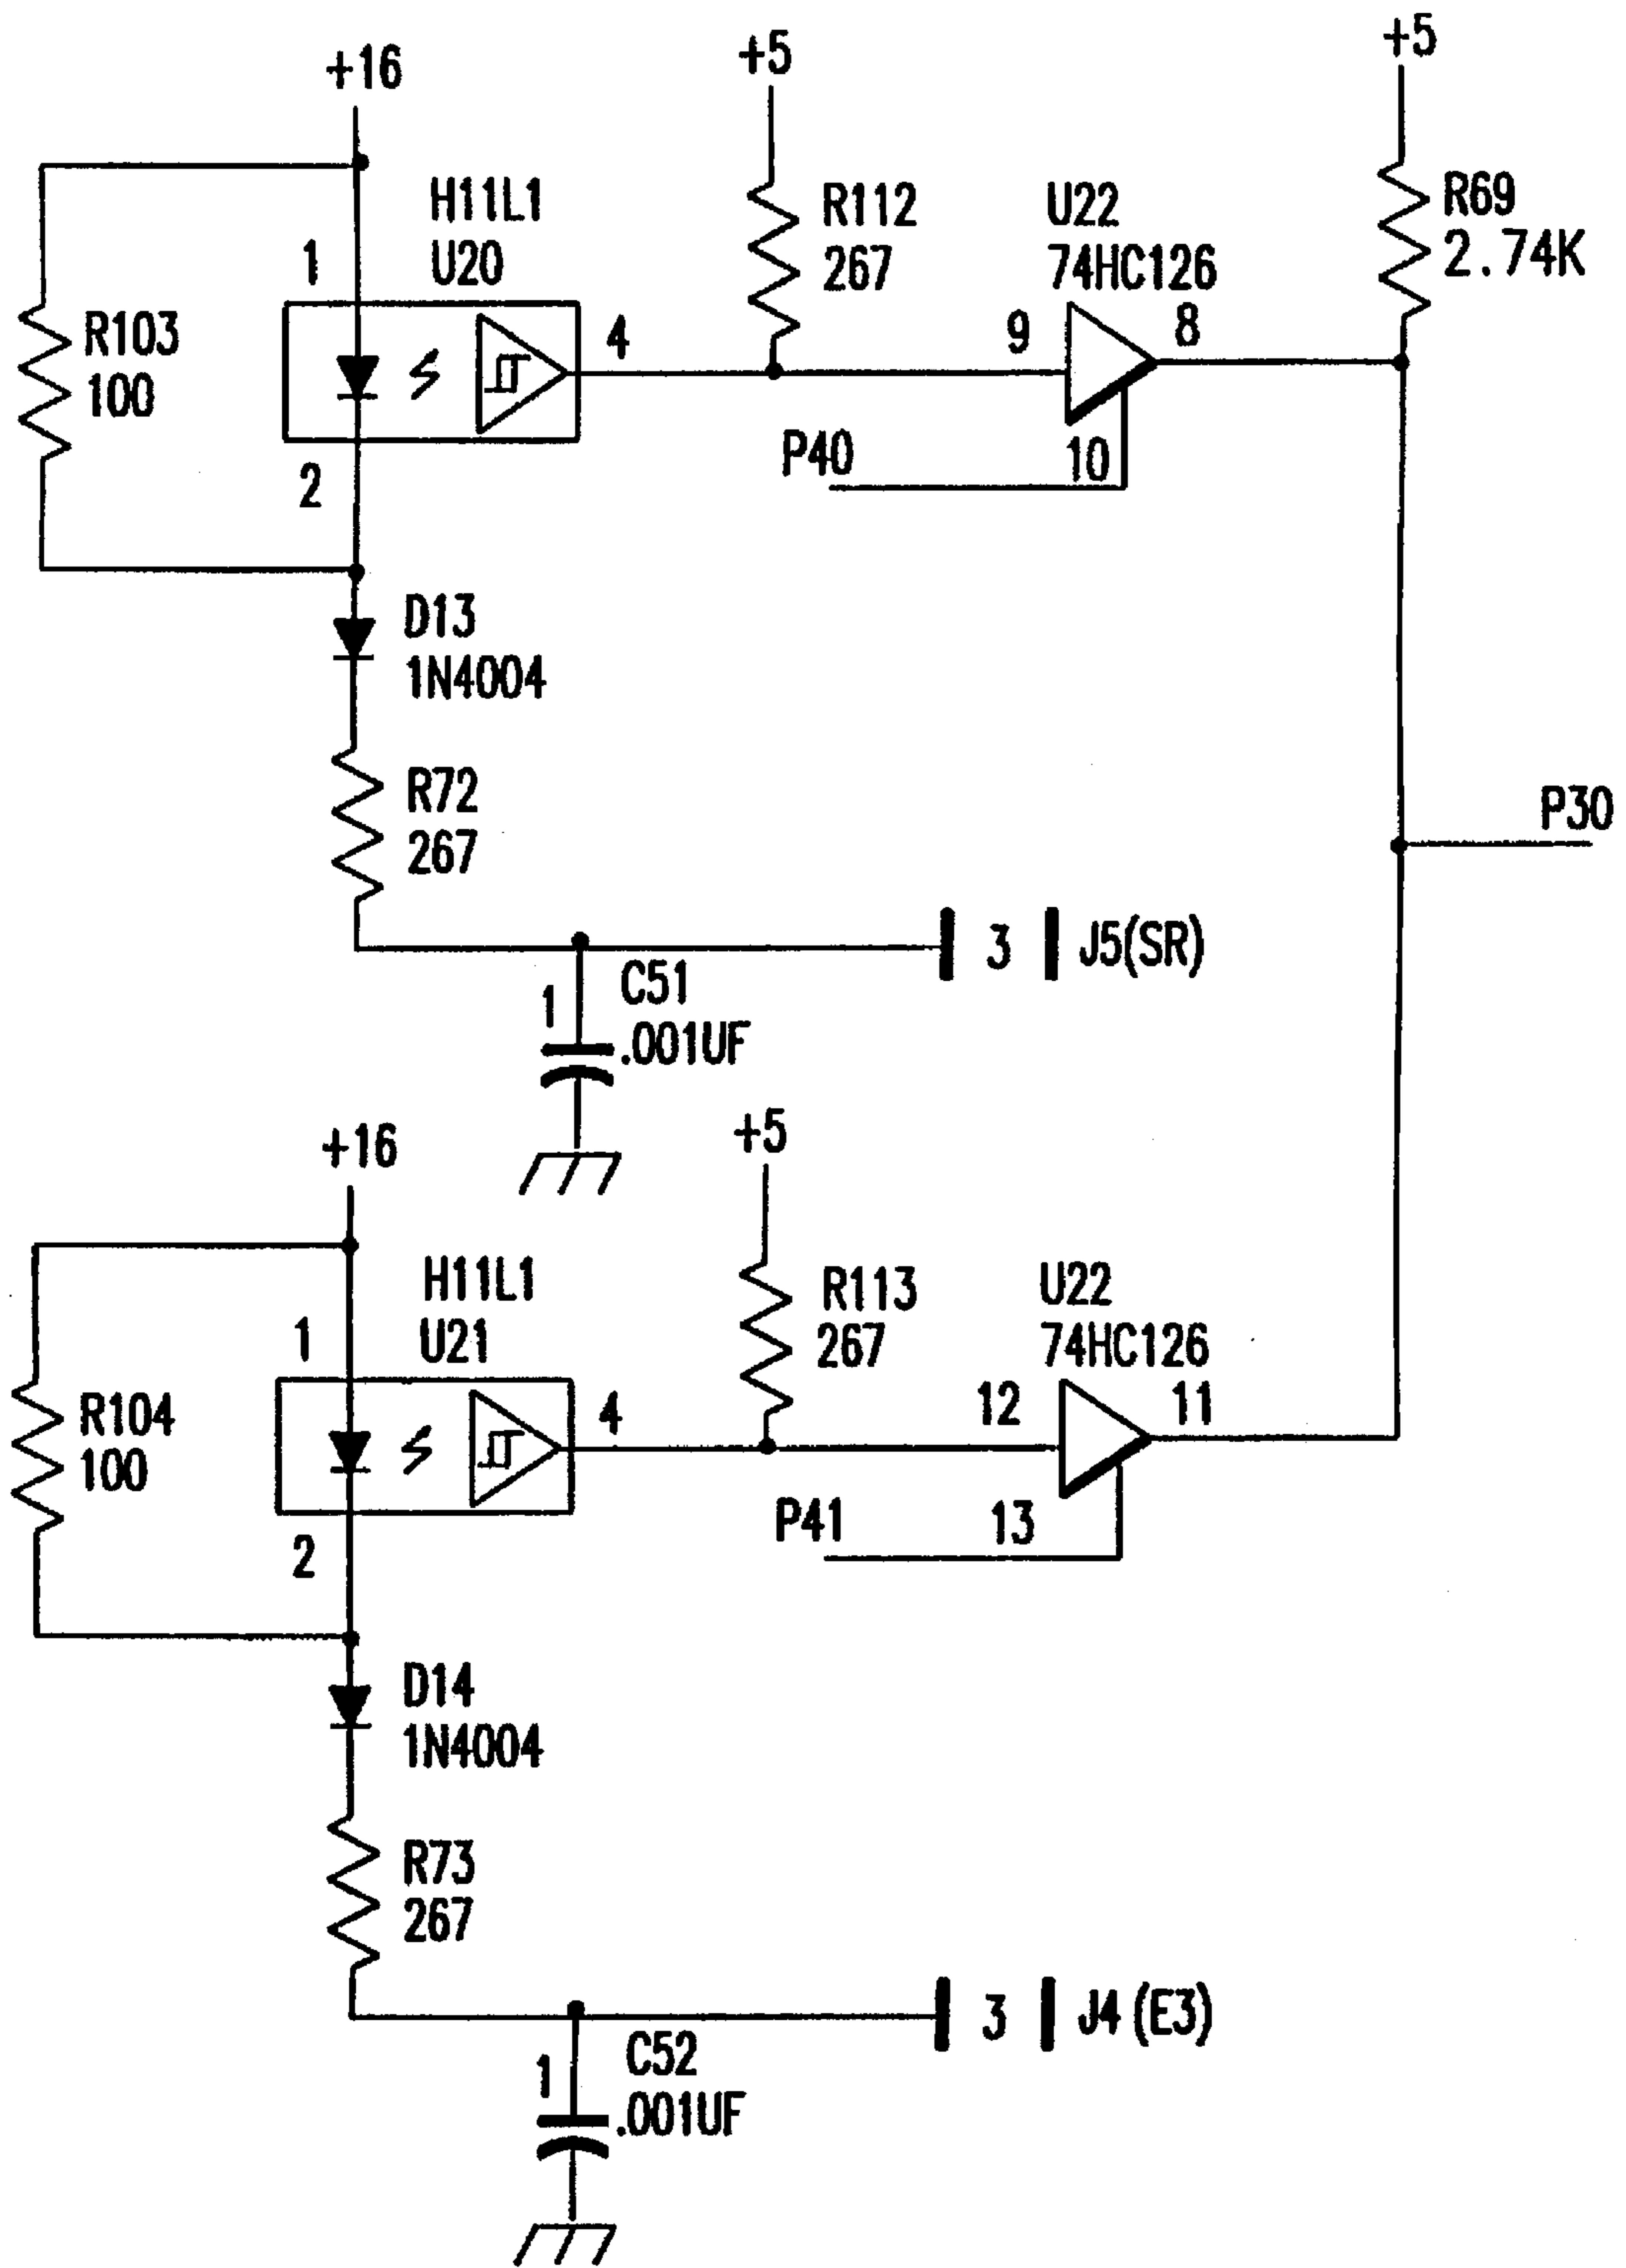 +16
+5
+5
H11L1
U20
1
4
2
R103
100
R112
267
U22
74HC126
9
8
10
P40
R69
2.74K
D13
1N4004
R72
267
P30
3
J5(SR)
1
C51
.001UF
+16
+5
H11L1
U21
1
4
2
R104
100
R113
267
U22
74HC126
12
11
13
P41
D14
1N4004
R73
267
3
J4(E3)
1
C52
.001UF